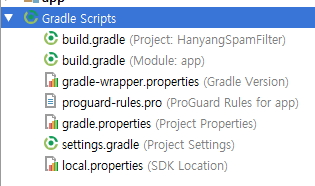 app
Gradle Scripts
build.gradle (Project: HanyangSpamFilter)
build.gradle (Module: app)
gradle-wrapper.properties (Gradle Version)
proguard-rules.pro (ProGuard Rules for app)
gradle.properties (Project Properties)
settings.gradle (Project Settings)
local.properties (SDK Location)